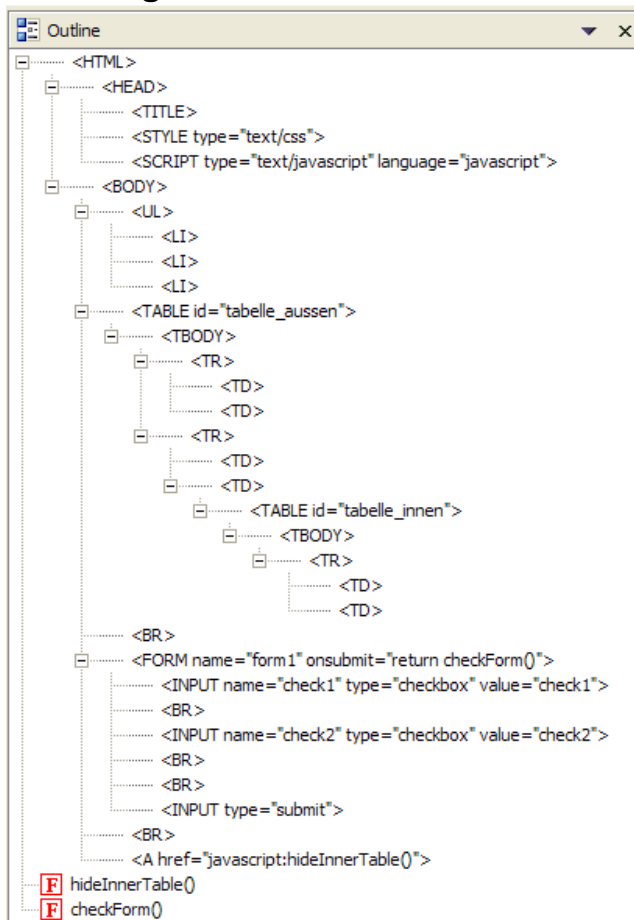 Outline
<HTML>
<HEAD>
<TITLE>
<STYLE type="text/css">
<SCRIPT type="text/javascript" language="javascript">
<BODY>
<UL>
<LI>
<LI>
<LI>
<TABLE id="tabelle_aussen">
<TBODY>
<TR>
<TD>
<TD>
<TR>
<TD>
<TD>
<TABLE id="tabelle_innen">
<TBODY>
<TR>
<TD>
<TD>
<BR>
<FORM name="form1" onsubmit="return checkForm()">
<INPUT name="check1" type="checkbox" value="check1">
<BR>
<INPUT name="check2" type="checkbox" value="check2">
<BR>
<BR>
<INPUT type="submit">
<BR>
<A href="javascript:hideInnerTable()">
F hideInnerTable()
F checkForm()